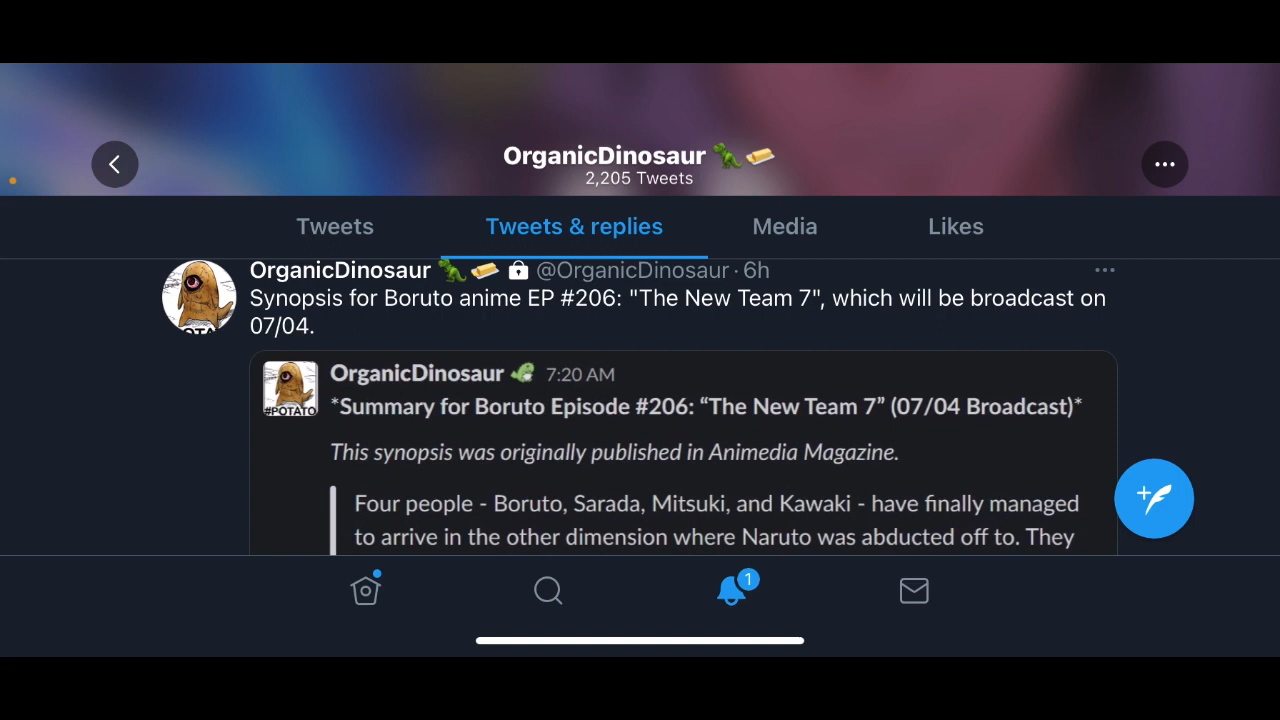 OrganicDinosaur 🦖🫔
2,205 Tweets
Tweets
Tweets & replies
Media
Likes
OrganicDinosaur 🦖🫔 🔒 @OrganicDinosaur · 6h
Synopsis for Boruto anime EP #206: "The New Team 7", which will be broadcast on
07/04.
OrganicDinosaur 7:20 AM
#POTATO
*Summary for Boruto Episode #206: “The New Team 7” (07/04 Broadcast)*
This synopsis was originally published in Animedia Magazine.
Four people - Boruto, Sarada, Mitsuki, and Kawaki - have finally managed
to arrive in the other dimension where Naruto was abducted off to. They
1